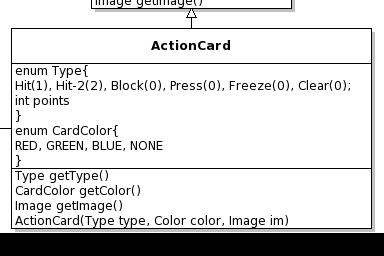 Image getImage()
ActionCard
enum Type{
Hit(1), Hit-2(2), Block(0), Press(0), Freeze(0), Clear(0);
int points
}
enum CardColor{
RED, GREEN, BLUE, NONE
}
Type getType()
CardColor getColor()
Image getImage()
ActionCard(Type type, Color color, Image im)